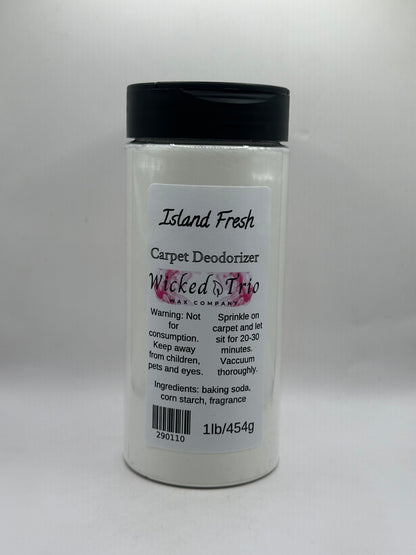 Island Fresh
Carpet Deodorizer
Wicked Trio
WAX COMPANY
Warning: Not
for
consumption.
Keep away
from children,
pets and eyes.
Sprinkle on
carpet and let
sit for 20-30
minutes.
Vaccuum
thoroughly.
Ingredients: baking soda,
corn starch, fragrance
290110
1lb/454g